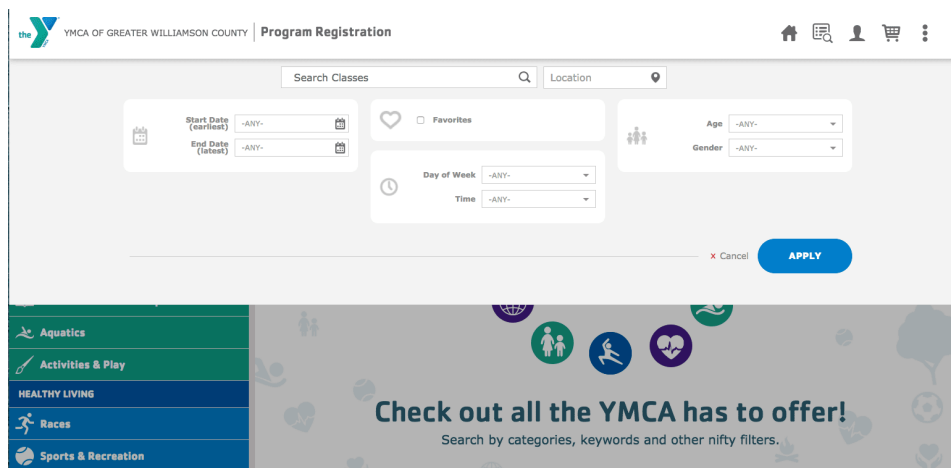 the YMCA OF GREATER WILLIAMSON COUNTY Program Registration
Search Classes
Location
Start Date
(earliest)
-ANY-
End Date
(latest)
-ANY-
Favorites
Day of Week
-ANY-
Time
-ANY-
Age
-ANY-
Gender
-ANY-
x Cancel
APPLY
Aquatics
Activities & Play
HEALTHY LIVING
Races
Sports & Recreation
Check out all the YMCA has to offer!
Search by categories, keywords and other nifty filters.